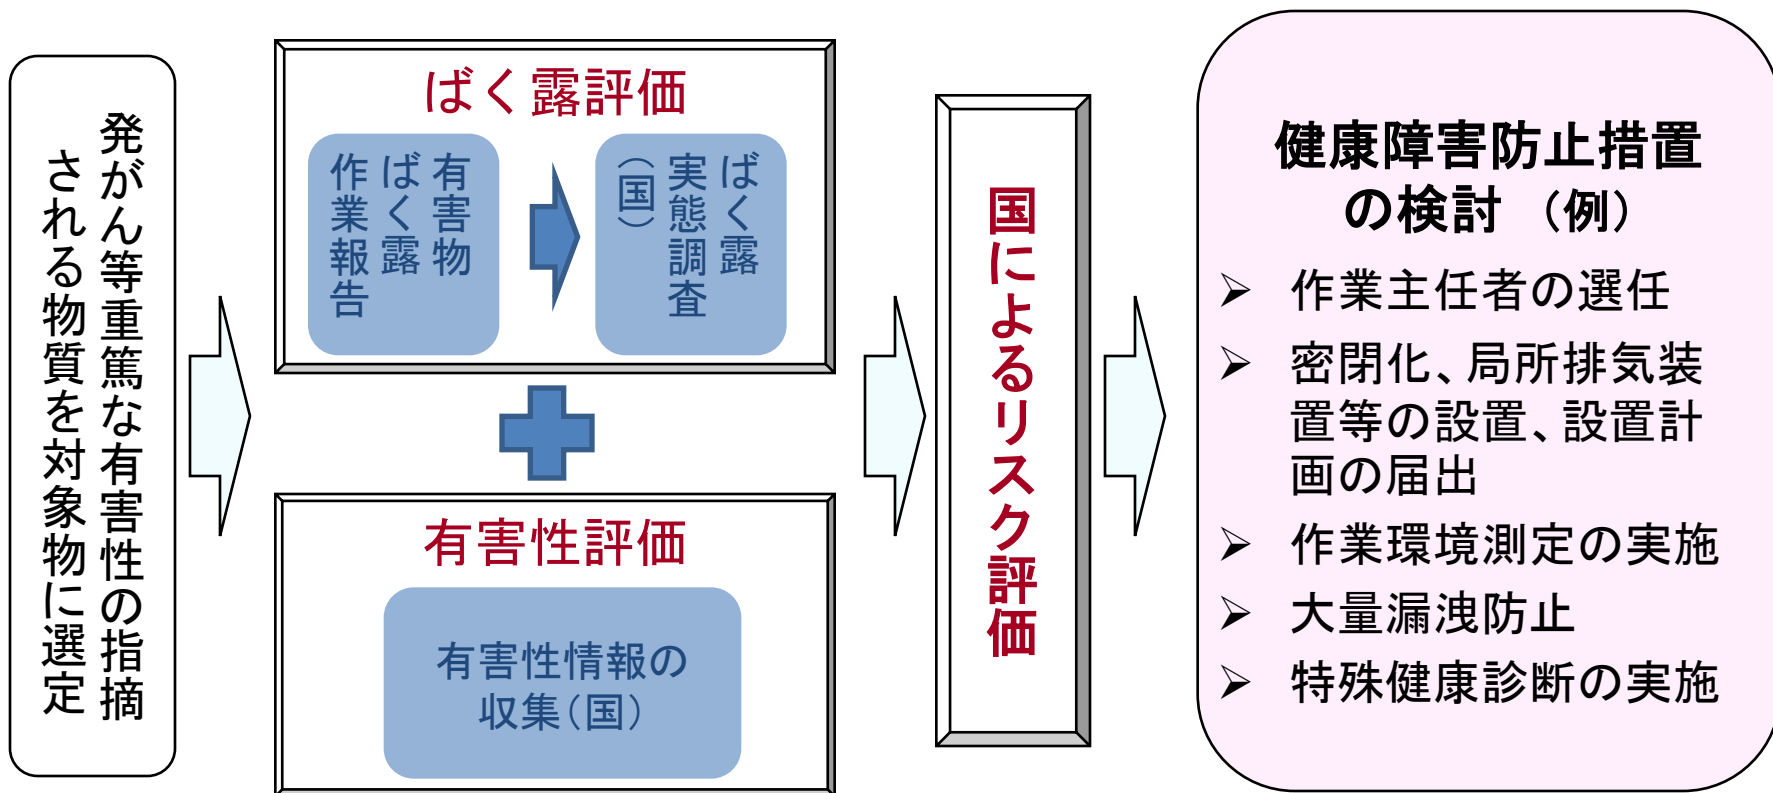 発がん等重篤な有害性の指摘
される物質を対象物に選定
ばく露評価
有害物
ばく露
作業報告
ばく露
実態調査
（国）
有害性評価
有害性情報の
収集（国）
国によるリスク評価
健康障害防止措置
の検討 （例）
➢ 作業主任者の選任
➢ 密閉化、局所排気装
置等の設置、設置計
画の届出
➢ 作業環境測定の実施
➢ 大量漏洩防止
➢ 特殊健康診断の実施